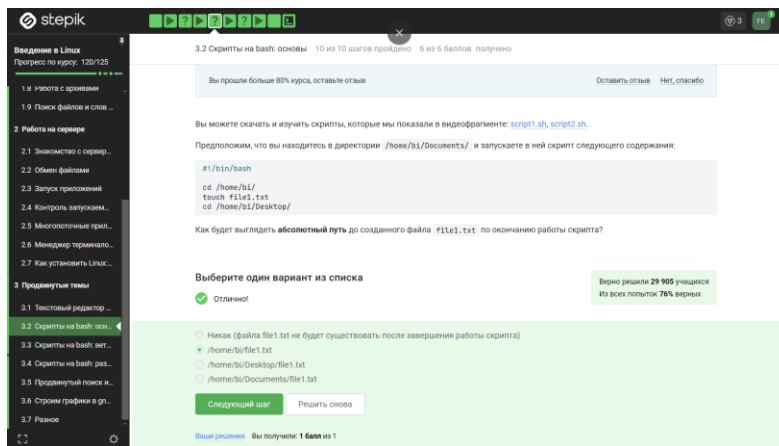 stepik
3
ГЕ
Введение в Linux
Прогресс по курсу: 120/125
1.8 Работа с архивами
1.9 Поиск файлов и слов ...
2 Работа на сервере
2.1 Знакомство с сервер...
2.2 Обмен файлами
2.3 Запуск приложений
2.4 Контроль запускаем...
2.5 Многопоточные прил...
2.6 Менеджер терминало...
2.7 Как установить Linux:...
3 Продвинутые темы
3.1 Текстовый редактор ...
3.2 Скрипты на bash: осн...
3.3 Скрипты на bash: вет...
3.4 Скрипты на bash: раз...
3.5 Продвинутый поиск и...
3.6 Строим графики в gn...
3.7 Разное
3.2 Скрипты на bash: основы 10 из 10 шагов пройдено 6 из 6 баллов получено
Вы прошли больше 80% курса, оставьте отзыв Оставить отзыв Нет, спасибо
Вы можете скачать и изучить скрипты, которые мы показали в видеофрагменте: script1.sh, script2.sh.
Предположим, что вы находитесь в директории /home/bi/Documents/ и запускаете в ней скрипт следующего содержания:
#!/bin/bash
cd /home/bi/
touch file1.txt
cd /home/bi/Desktop/
Как будет выглядеть абсолютный путь до созданного файла file1.txt по окончанию работы скрипта?
Выберите один вариант из списка
Отлично!
Верно решили 29 905 учащихся
Из всех попыток 76% верных
Никак (файла file1.txt не будет существовать после завершения работы скрипта)
/home/bi/file1.txt
/home/bi/Desktop/file1.txt
/home/bi/Documents/file1.txt
Следующий шаг Решить снова
Ваши решения Вы получили: 1 балл из 1